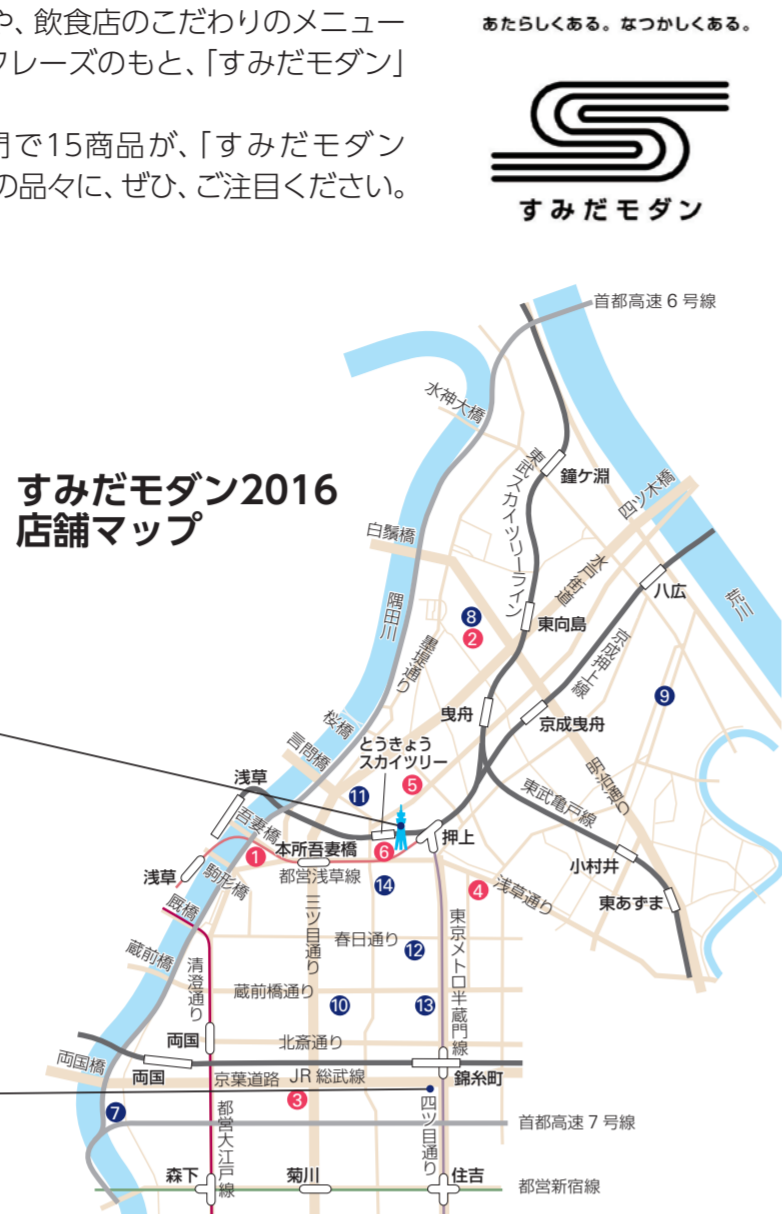 や、飲食店のこだわりのメニュー
フレーズのもと、「すみだモダン」
門で15商品が、「すみだモダン
の品々に、ぜひ、ご注目ください。
あたらしくある。なつかしくある。
すみだモダン
すみだモダン2016
店舗マップ
首都高速6号線
水神大橋
東武スカイツリーライン
鐘ケ淵
四ツ木橋
白鬚橋
水戸街道
八広
荒川
隅田川
8
2
東向島
墨堤通り
京成押上線
9
桜橋
曳舟
京成曳舟
言問橋
とうきょう
スカイツリー
明治通り
浅草
11
5
東武亀戸線
吾妻橋
1
本所吾妻橋
6
押上
小村井
浅草
駒形橋
都営浅草線
14
4
浅草通り
東あずま
厩橋
三ツ目通り
春日通り
12
東京メトロ半蔵門線
蔵前橋
清澄通り
蔵前橋通り
10
13
両国
北斎通り
両国橋
両国
京葉道路
JR総武線
錦糸町
7
3
都営大江戸線
四ツ目通り
首都高速7号線
森下
菊川
住吉
都営新宿線